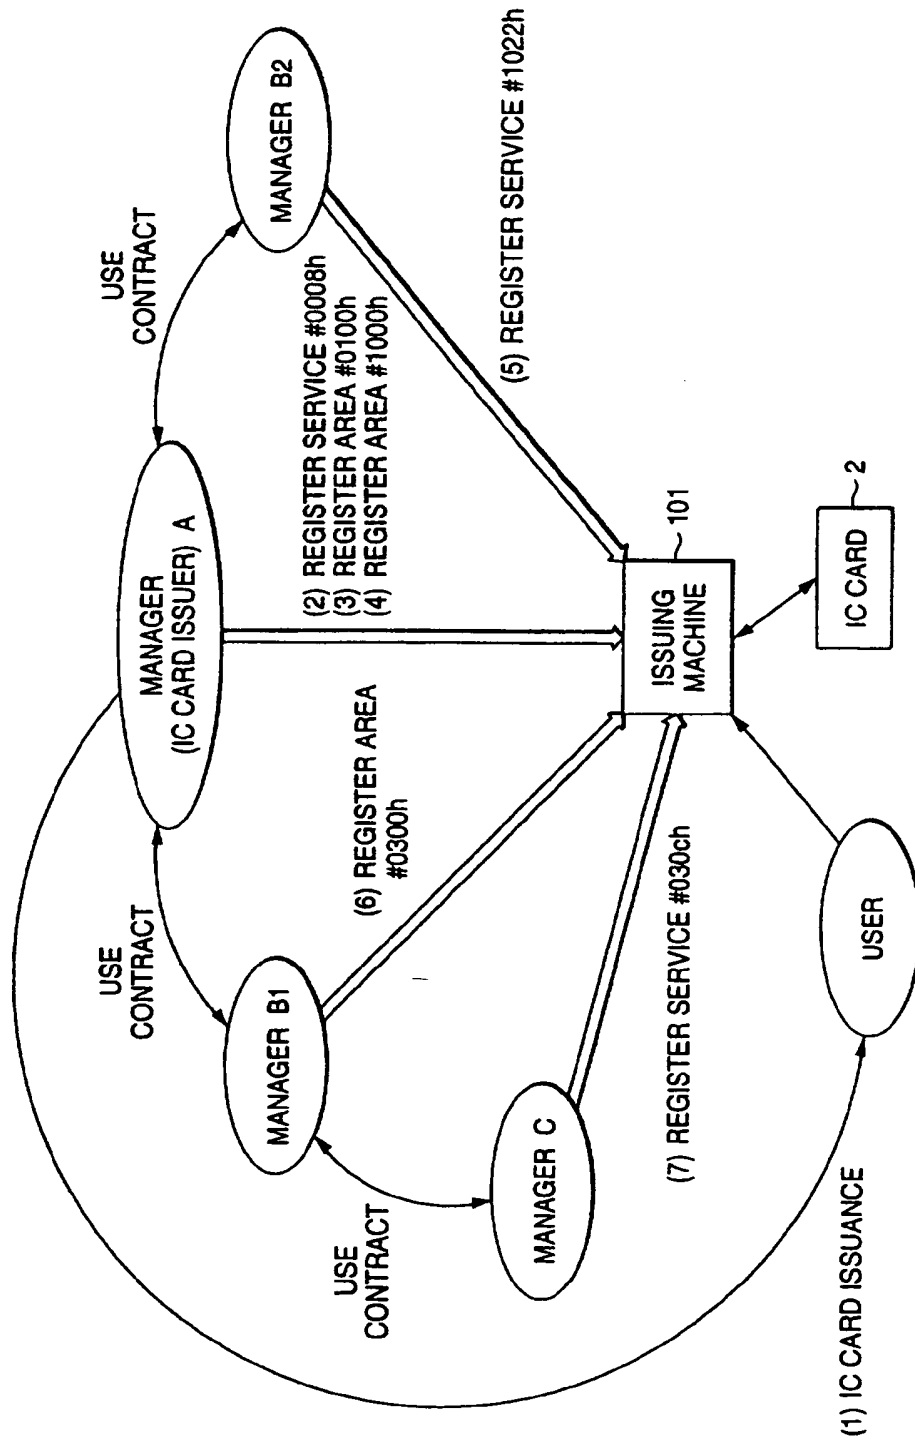 (1) IC CARD ISSUANCE
USE
CONTRACT
MANAGER
(IC CARD ISSUER) A
USE
CONTRACT
MANAGER B1
MANAGER B2
(2) REGISTER SERVICE #0008h
(3) REGISTER AREA #0100h
(4) REGISTER AREA #1000h
(5) REGISTER SERVICE #1022h
(6) REGISTER AREA
#0300h
USE
CONTRACT
MANAGER C
(7) REGISTER SERVICE #030ch
ISSUING
MACHINE
101
USER
IC CARD
2